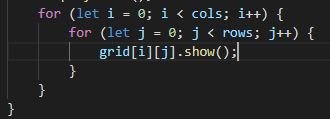 for (let i = 0; i < cols; i++) {
for (let j = 0; j < rows; j++) {
grid[i][j].show();
}
}
}